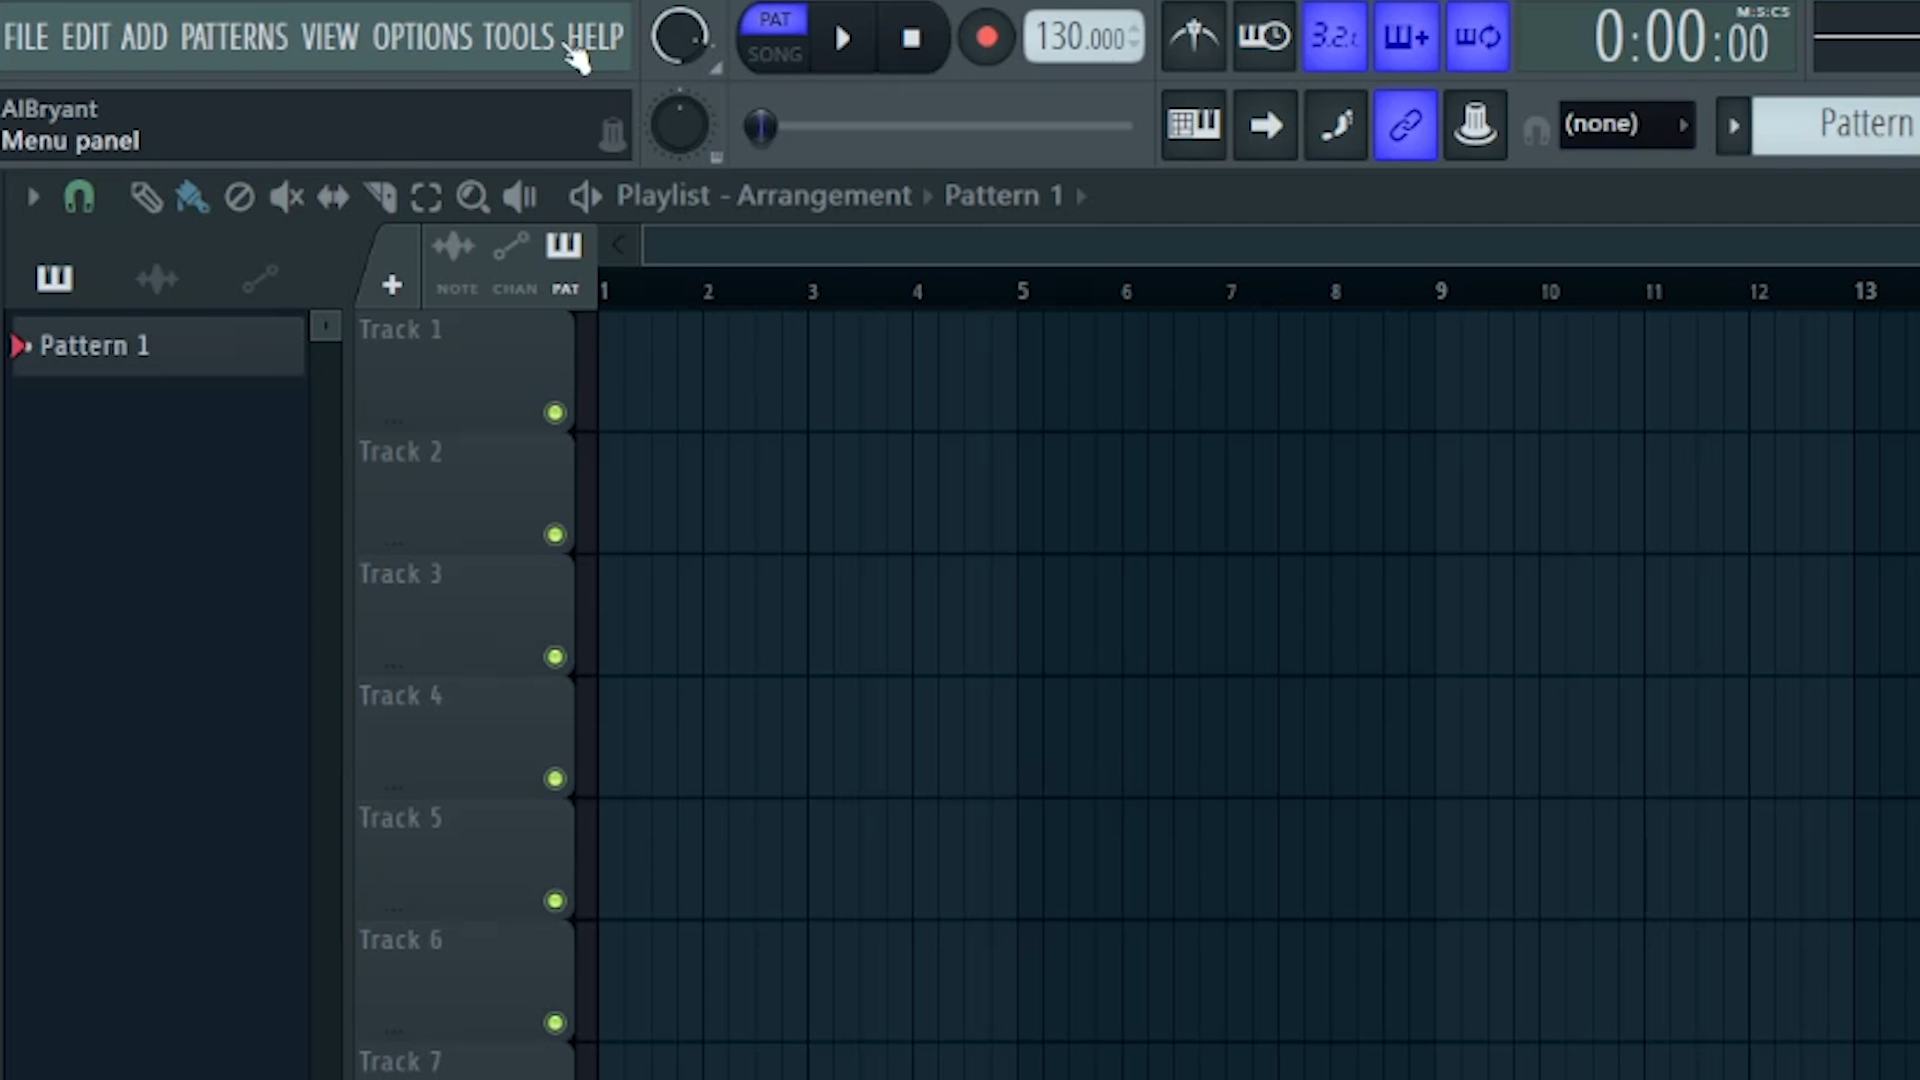 FILE EDIT ADD PATTERNS VIEW OPTIONS TOOLS HELP
PAT
SONG
130.000
3.2.
M:S:CS
0:00:00
AlBryant
Menu panel
(none)
Pattern
Playlist - Arrangement Pattern 1
NOTE CHAN PAT
1 2 3 4 5 6 7 8 9 10 11 12 13
Pattern 1
Track 1
Track 2
Track 3
Track 4
Track 5
Track 6
Track 7